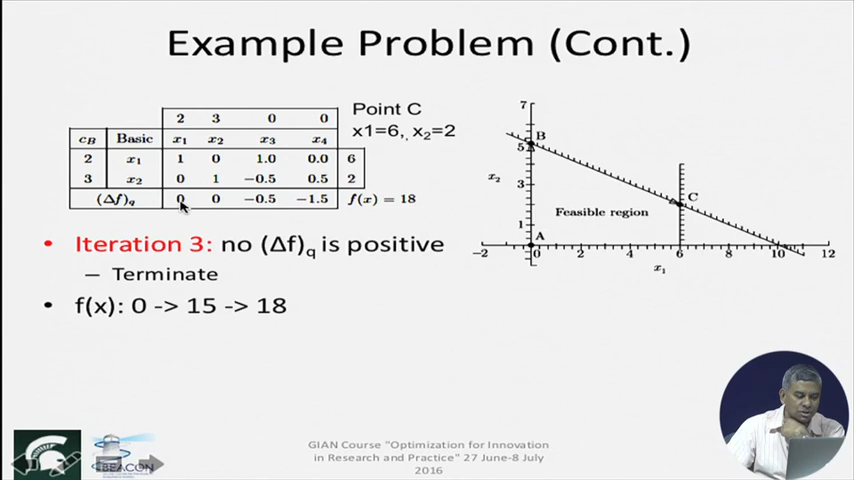 Example Problem (Cont.)
2 3 0 0
c_B Basic x₁ x₂ x₃ x₄
2 x₁ 1 0 1.0 0.0 6
3 x₂ 0 1 −0.5 0.5 2
(Δf)q 0 0 −0.5 −1.5 f(x) = 18
Point C
x1=6, x₂=2
7
B
5
x₂
3
C
Feasible region
1
A
−2 0 2 4 6 8 10 12
x₁
• Iteration 3: no (Δf)q is positive
– Terminate
• f(x): 0 -> 15 -> 18
BEACON
GIAN Course "Optimization for Innovation
in Research and Practice" 27 June-8 July
2016